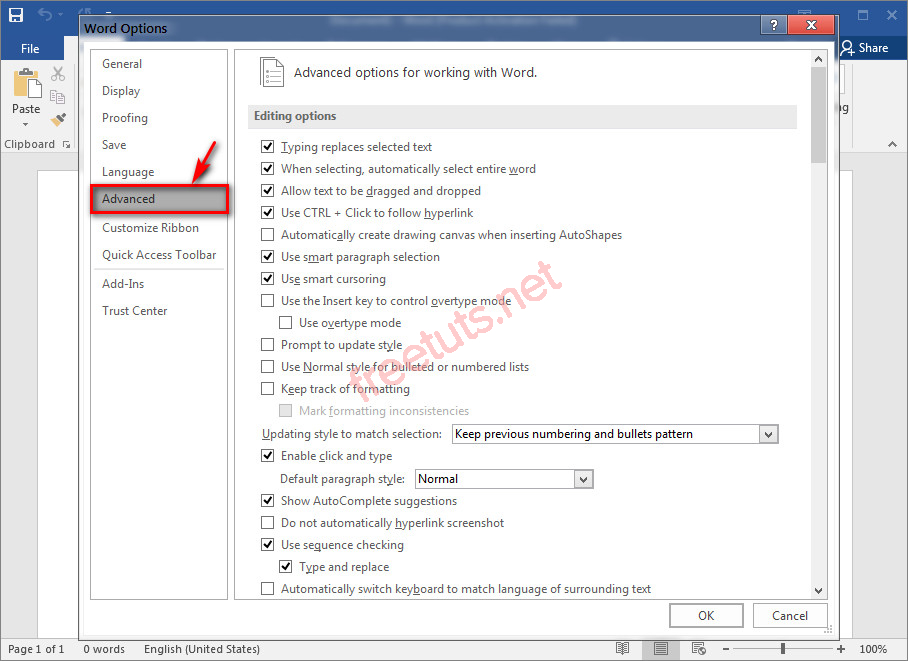 Word Options
?
File
Share
Paste
Clipboard
General
Display
Proofing
Save
Language
Advanced
Customize Ribbon
Quick Access Toolbar
Add-Ins
Trust Center
Advanced options for working with Word.
Editing options
Typing replaces selected text
When selecting, automatically select entire word
Allow text to be dragged and dropped
Use CTRL + Click to follow hyperlink
Automatically create drawing canvas when inserting AutoShapes
Use smart paragraph selection
Use smart cursoring
Use the Insert key to control overtype mode
Use overtype mode
Prompt to update style
Use Normal style for bulleted or numbered lists
Keep track of formatting
Mark formatting inconsistencies
Updating style to match selection: Keep previous numbering and bullets pattern
Enable click and type
Default paragraph style: Normal
Show AutoComplete suggestions
Do not automatically hyperlink screenshot
Use sequence checking
Type and replace
Automatically switch keyboard to match language of surrounding text
freetuts.net
OK Cancel
Page 1 of 1 0 words English (United States) 100%